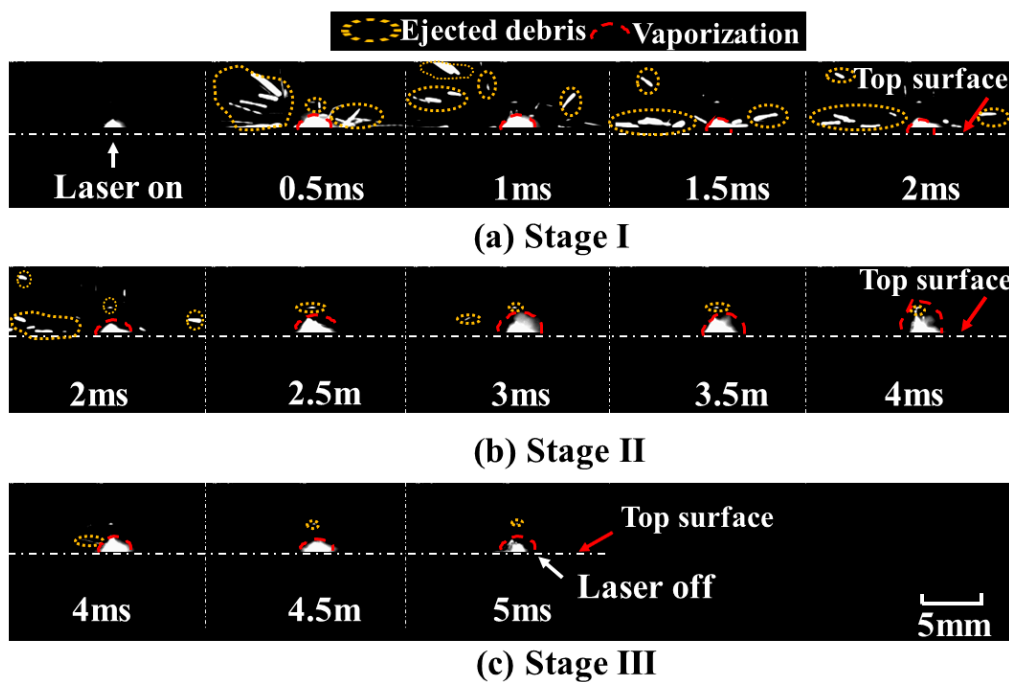 Ejected debris Vaporization
Top surface
Laser on 0.5ms 1ms 1.5ms 2ms
(a) Stage I
Top surface
2ms 2.5m 3ms 3.5m 4ms
(b) Stage II
Top surface
Laser off
4ms 4.5m 5ms
5mm
(c) Stage III